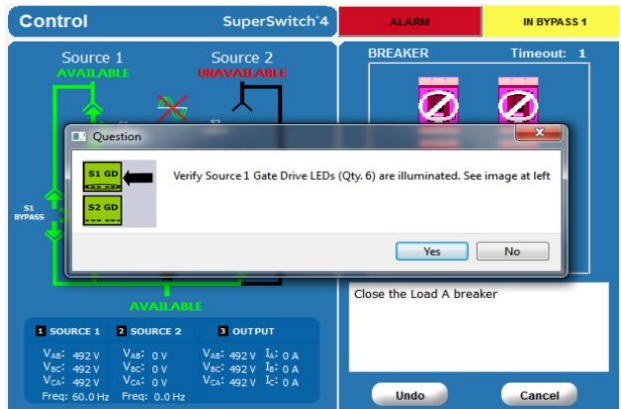 Control
SuperSwitch®4
ALARM
IN BYPASS 1
Source 1
AVAILABLE
Source 2
UNAVAILABLE
BREAKER
Timeout: 1
Question
S1 GD
S2 GD
Verify Source 1 Gate Drive LEDs (Qty. 6) are illuminated. See image at left
Yes
No
S1
BYPASS
AVAILABLE
Close the Load A breaker
1 SOURCE 1
VAB: 492 V
VBC: 492 V
VCA: 492 V
Freq: 60.0 Hz
2 SOURCE 2
VAB: 0 V
VBC: 0 V
VCA: 0 V
Freq: 0.0 Hz
3 OUTPUT
VAB: 492 V IA: 0 A
VBC: 492 V IB: 0 A
VCA: 492 V IC: 0 A
Undo
Cancel